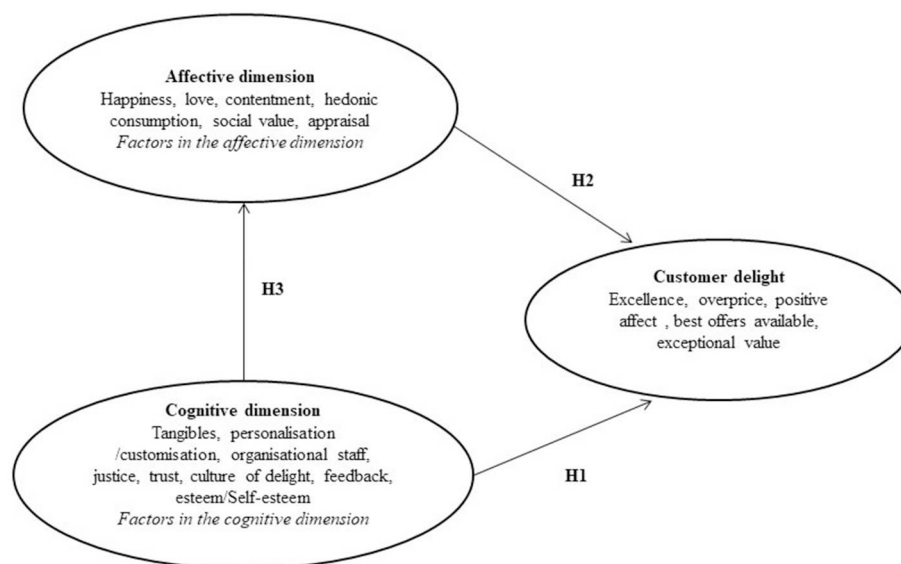 Affective dimension
Happiness, love, contentment, hedonic
consumption, social value, appraisal
Factors in the affective dimension
H2
Customer delight
Excellence, overprice, positive
affect , best offers available,
exceptional value
H3
Cognitive dimension
Tangibles, personalisation
/customisation, organisational staff,
justice, trust, culture of delight, feedback,
esteem/Self-esteem
Factors in the cognitive dimension
H1